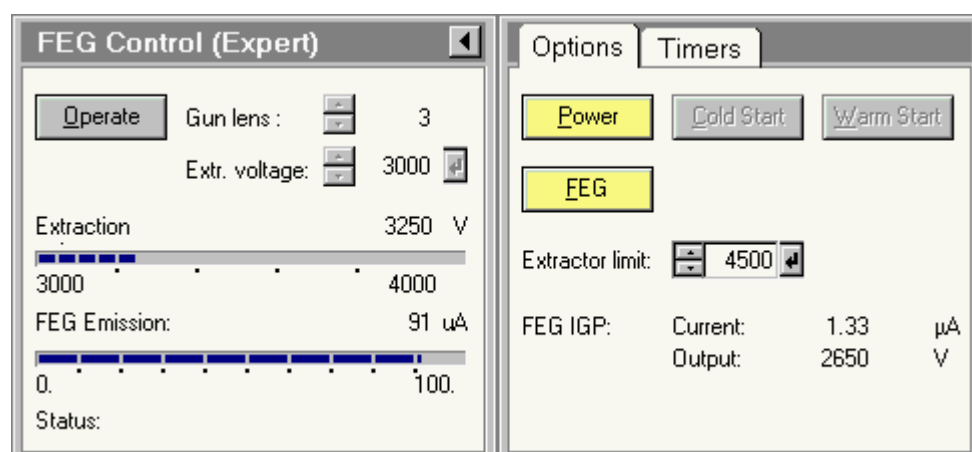 FEG Control (Expert)
Operate Gun lens : 3
Extr. voltage: 3000
Extraction 3250 V
3000 4000
FEG Emission: 91 uA
0. 100.
Status:
Options Timers
Power Cold Start Warm Start
FEG
Extractor limit: 4500
FEG IGP: Current: 1.33 µA
Output: 2650 V